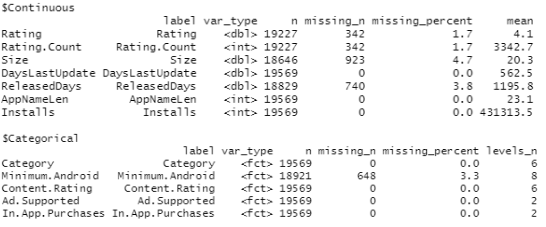 $Continuous
label var_type n missing_n missing_percent mean
Rating Rating <dbl> 19227 342 1.7 4.1
Rating.Count Rating.Count <int> 19227 342 1.7 3342.7
Size Size <dbl> 18646 923 4.7 20.3
DaysLastUpdate DaysLastUpdate <dbl> 19569 0 0.0 562.5
ReleasedDays ReleasedDays <dbl> 18829 740 3.8 1195.8
AppNameLen AppNameLen <int> 19569 0 0.0 23.1
Installs Installs <int> 19569 0 0.0 431313.5
$Categorical
label var_type n missing_n missing_percent levels_n
Category Category <fct> 19569 0 0.0 6
Minimum.Android Minimum.Android <fct> 18921 648 3.3 8
Content.Rating Content.Rating <fct> 19569 0 0.0 6
Ad.Supported Ad.Supported <fct> 19569 0 0.0 2
In.App.Purchases In.App.Purchases <fct> 19569 0 0.0 2